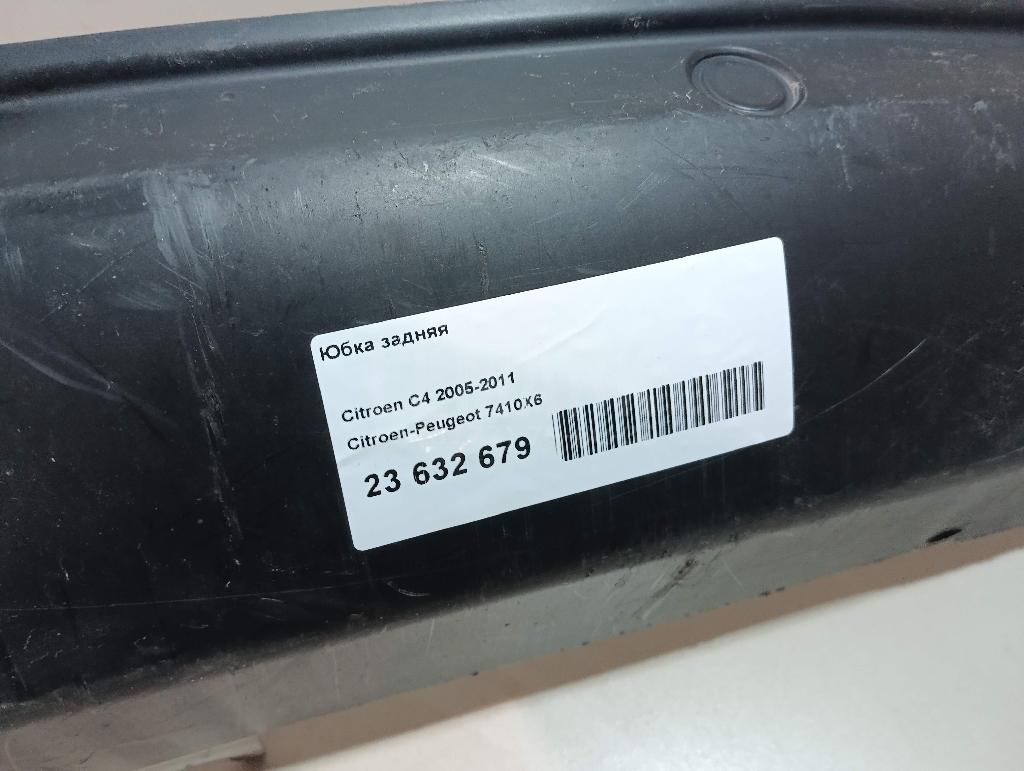 Юбка задняя
Citroen C4 2005-2011
Citroen-Peugeot 7410X6
23 632 679